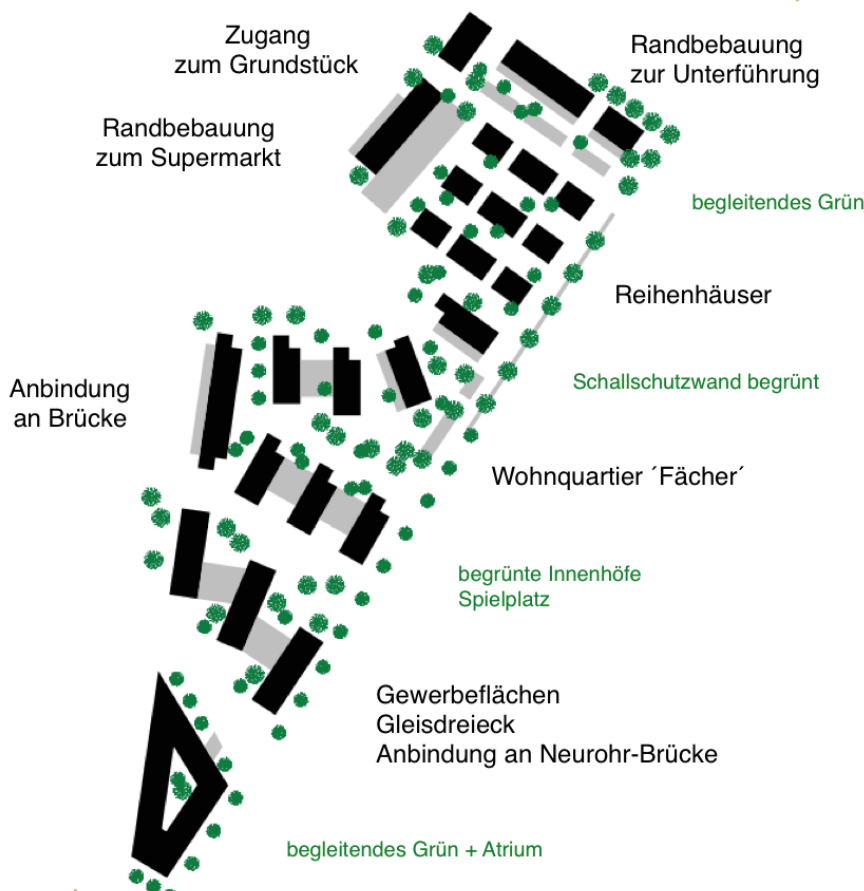 Zugang
zum Grundstück
Randbebauung
zur Unterführung
Randbebauung
zum Supermarkt
begleitendes Grün
Reihenhäuser
Schallschutzwand begrünt
Anbindung
an Brücke
Wohnquartier ´Fächer´
begrünte Innenhöfe
Spielplatz
Gewerbeflächen
Gleisdreieck
Anbindung an Neurohr-Brücke
begleitendes Grün + Atrium